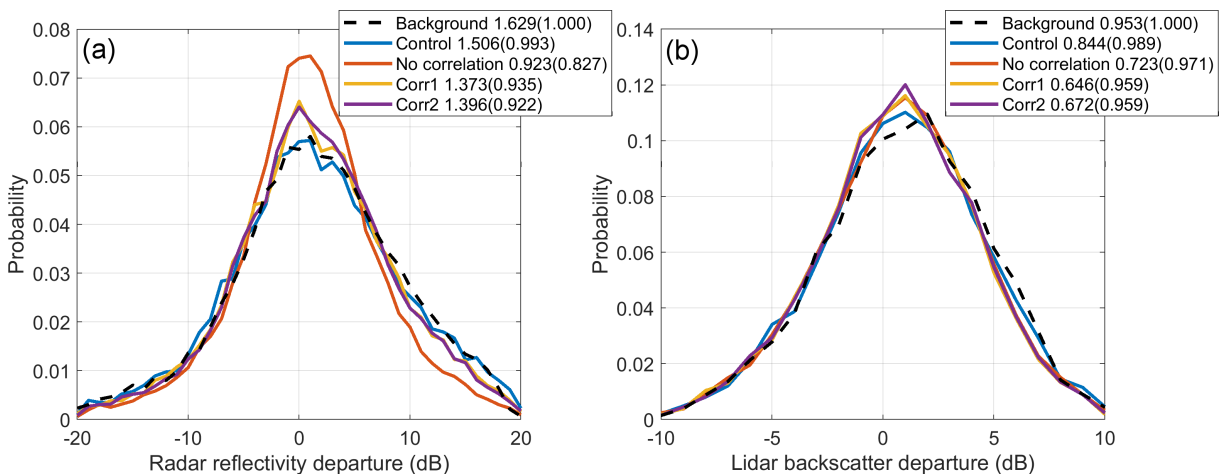 (a)
Background 1.629(1.000)
Control 1.506(0.993)
No correlation 0.923(0.827)
Corr1 1.373(0.935)
Corr2 1.396(0.922)
Probability
0.08
0.07
0.06
0.05
0.04
0.03
0.02
0.01
0
-20
-10
0
10
20
Radar reflectivity departure (dB)
(b)
Background 0.953(1.000)
Control 0.844(0.989)
No correlation 0.723(0.971)
Corr1 0.646(0.959)
Corr2 0.672(0.959)
Probability
0.14
0.12
0.1
0.08
0.06
0.04
0.02
0
-10
-5
0
5
10
Lidar backscatter departure (dB)